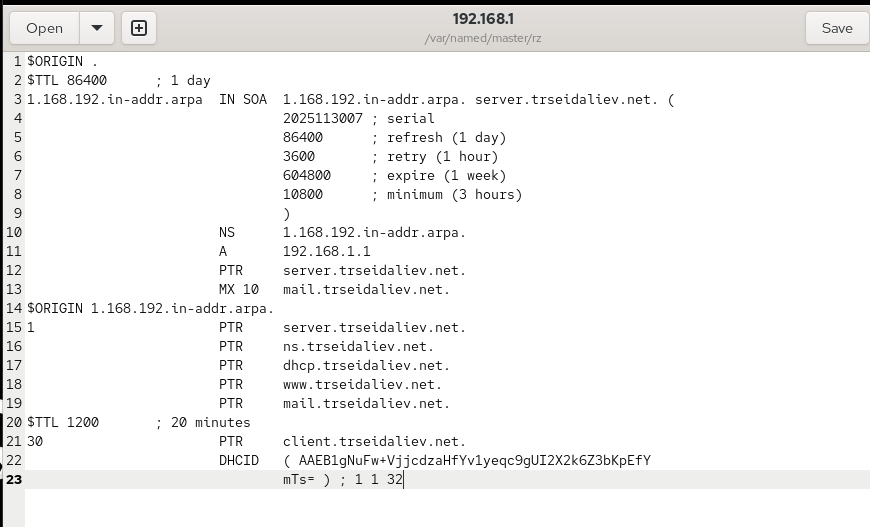 Open
192.168.1
/var/named/master/rz
Save
1 $ORIGIN .
2 $TTL 86400      ; 1 day
3 1.168.192.in-addr.arpa  IN SOA  1.168.192.in-addr.arpa. server.trseidaliev.net. (
4                                 2025113007 ; serial
5                                 86400      ; refresh (1 day)
6                                 3600       ; retry (1 hour)
7                                 604800     ; expire (1 week)
8                                 10800      ; minimum (3 hours)
9                                 )
10                         NS      1.168.192.in-addr.arpa.
11                         A       192.168.1.1
12                         PTR     server.trseidaliev.net.
13                         MX 10   mail.trseidaliev.net.
14 $ORIGIN 1.168.192.in-addr.arpa.
15 1                       PTR     server.trseidaliev.net.
16                         PTR     ns.trseidaliev.net.
17                         PTR     dhcp.trseidaliev.net.
18                         PTR     www.trseidaliev.net.
19                         PTR     mail.trseidaliev.net.
20 $TTL 1200       ; 20 minutes
21 30                      PTR     client.trseidaliev.net.
22                         DHCID   ( AAEB1gNuFw+VjjcdzaHfYv1yeqc9gUI2X2k6Z3bKpEfY
23                                 mTs= ) ; 1 1 32